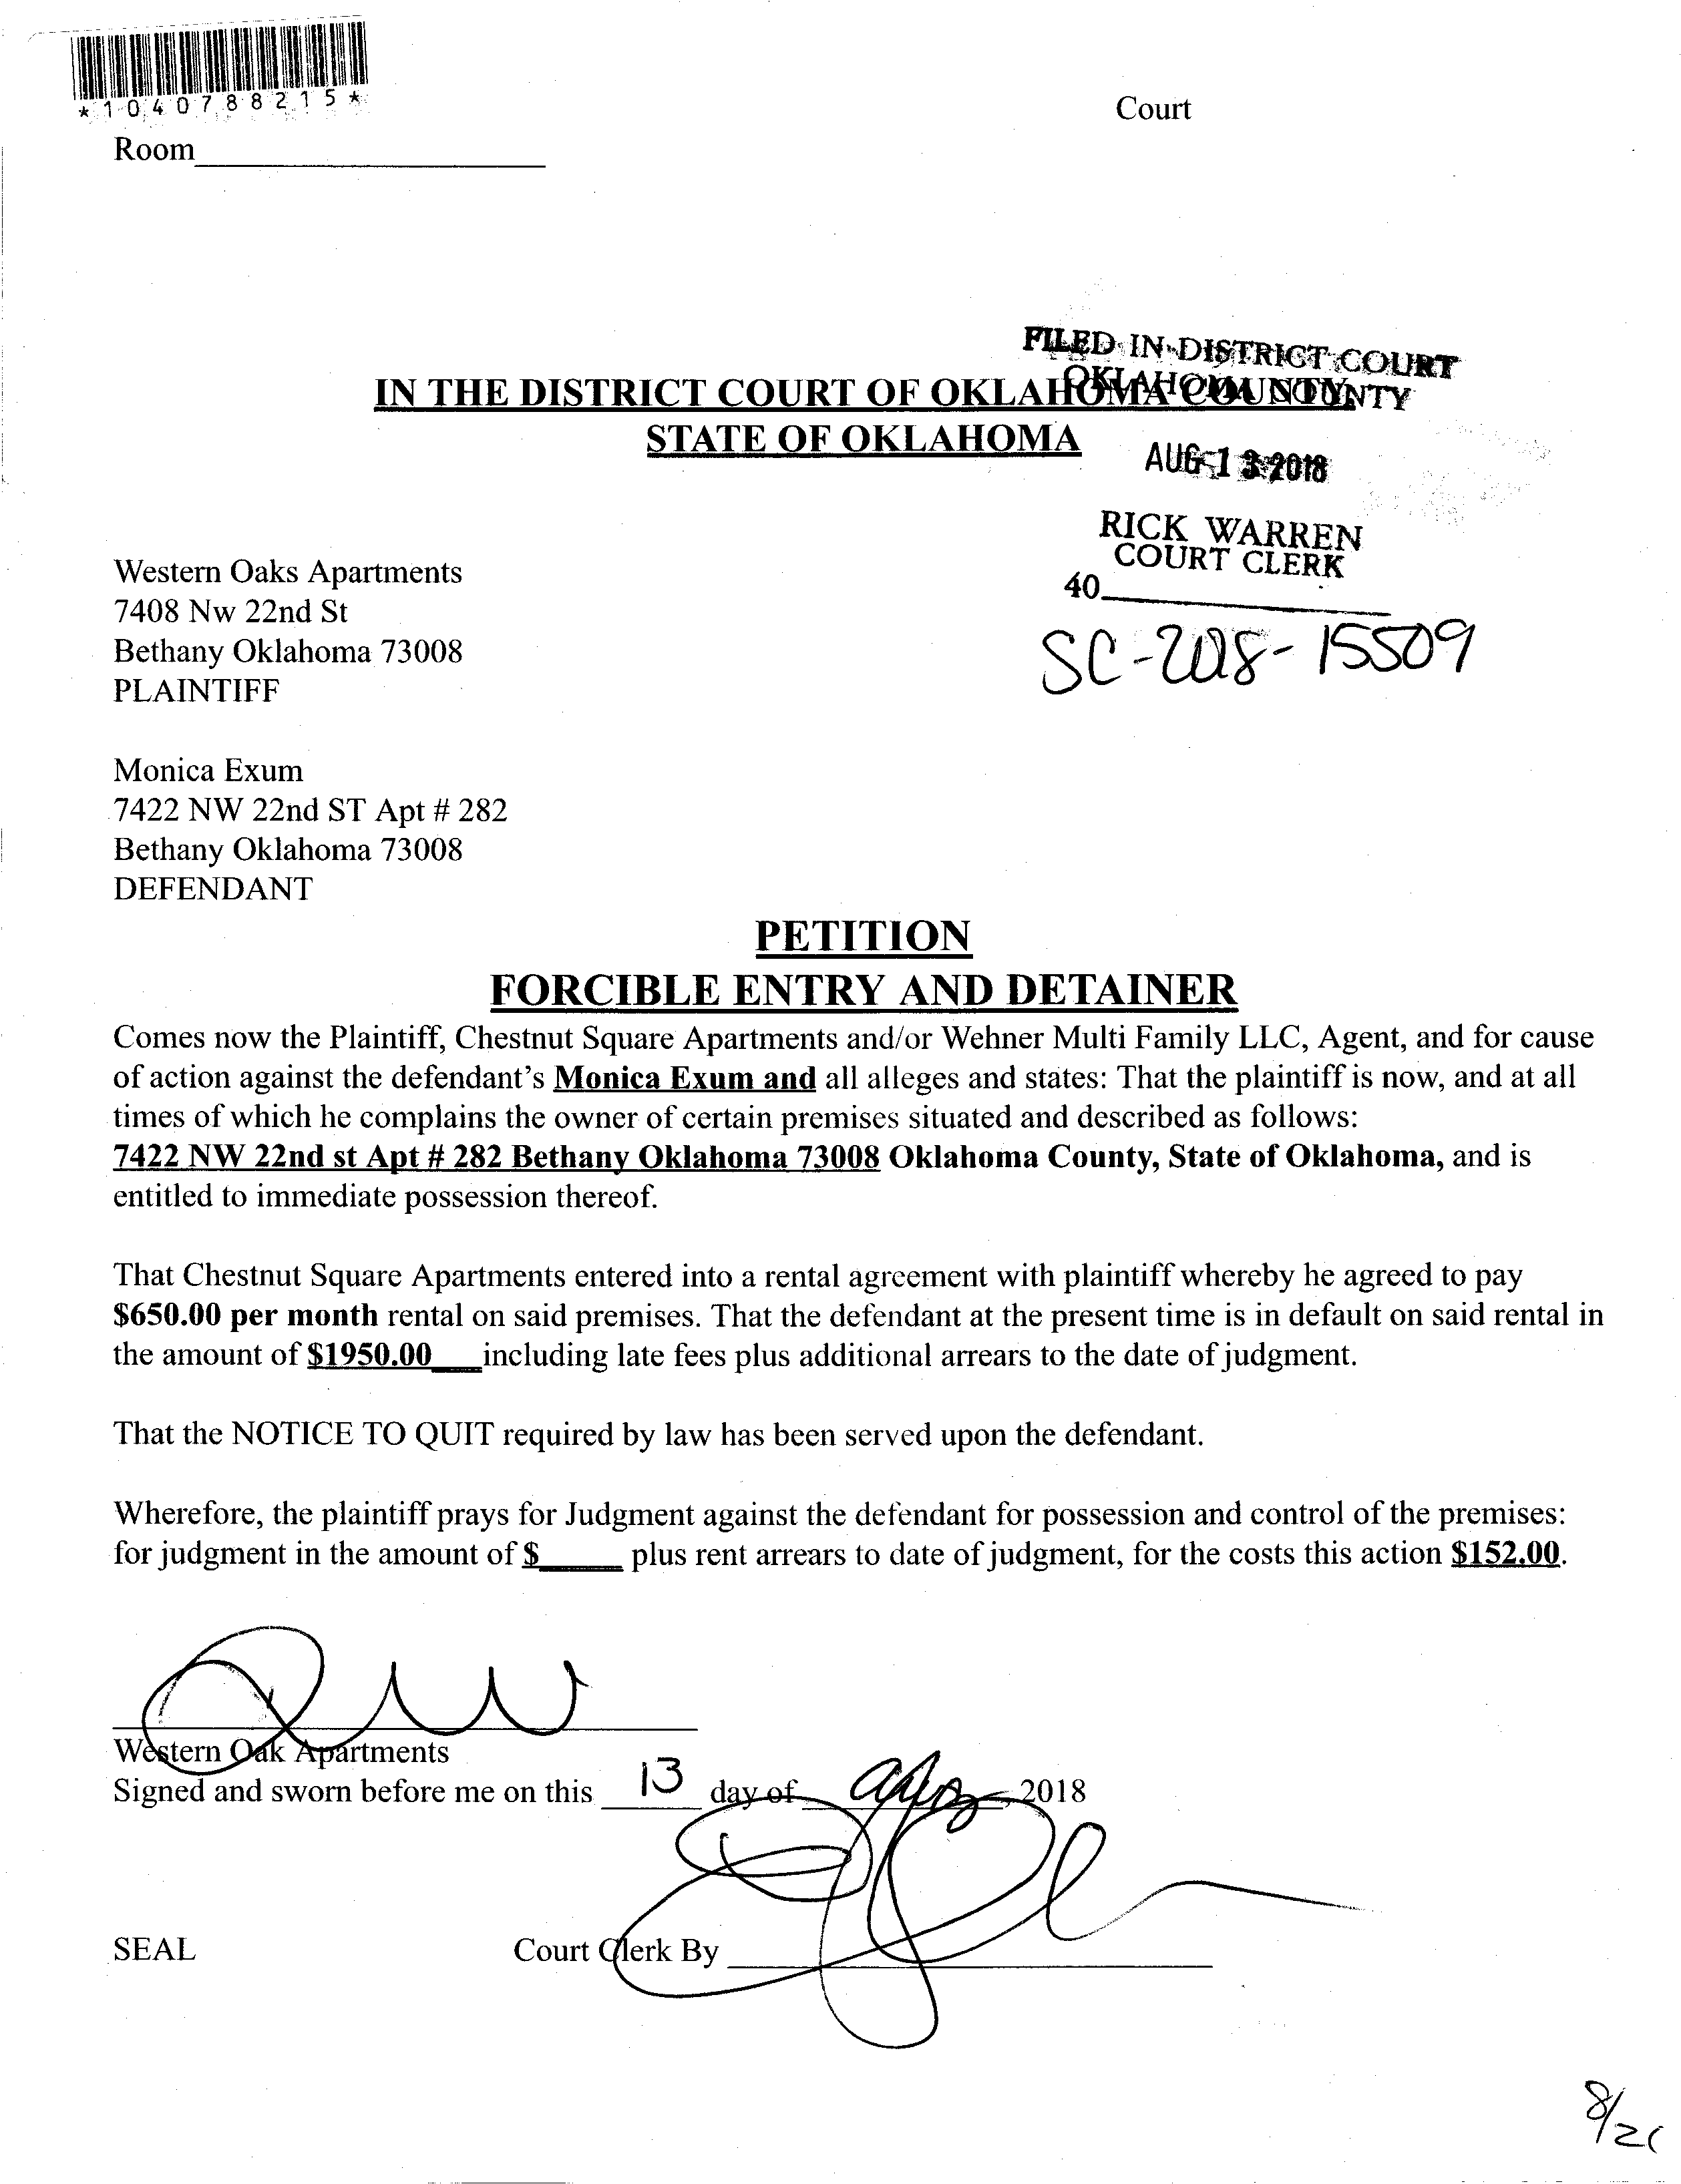 *1040788215*
Court
Room
FILED IN DISTRICT COURT
OKLAHOMA COUNTY
IN THE DISTRICT COURT OF OKLAHOMA COUNTY
STATE OF OKLAHOMA
AUG 13 2018
RICK WARREN
COURT CLERK
40
SC-2018-15509
Western Oaks Apartments
7408 Nw 22nd St
Bethany Oklahoma 73008
PLAINTIFF
Monica Exum
7422 NW 22nd ST Apt # 282
Bethany Oklahoma 73008
DEFENDANT
PETITION
FORCIBLE ENTRY AND DETAINER
Comes now the Plaintiff, Chestnut Square Apartments and/or Wehner Multi Family LLC, Agent, and for cause
of action against the defendant's Monica Exum and all alleges and states: That the plaintiff is now, and at all
times of which he complains the owner of certain premises situated and described as follows:
7422 NW 22nd st Apt # 282 Bethany Oklahoma 73008 Oklahoma County, State of Oklahoma, and is
entitled to immediate possession thereof.
That Chestnut Square Apartments entered into a rental agreement with plaintiff whereby he agreed to pay
$650.00 per month rental on said premises. That the defendant at the present time is in default on said rental in
the amount of $1950.00 including late fees plus additional arrears to the date of judgment.
That the NOTICE TO QUIT required by law has been served upon the defendant.
Wherefore, the plaintiff prays for Judgment against the defendant for possession and control of the premises:
for judgment in the amount of $ plus rent arrears to date of judgment, for the costs this action $152.00.
Western Oak Apartments
Signed and sworn before me on this 13 day of , 2018
SEAL
Court Clerk By
8/21